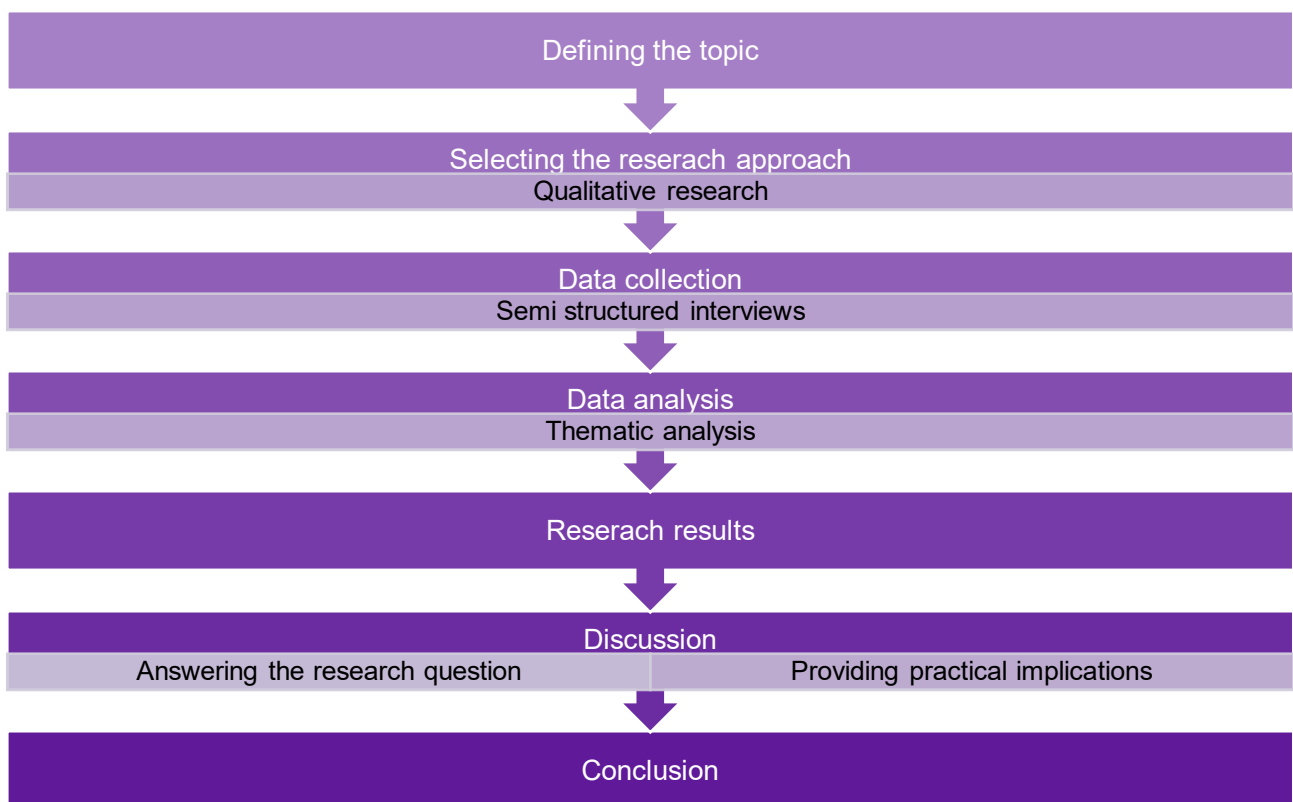 Defining the topic
Selecting the reserach approach
Qualitative research
Data collection
Semi structured interviews
Data analysis
Thematic analysis
Reserach results
Discussion
Answering the research question
Providing practical implications
Conclusion